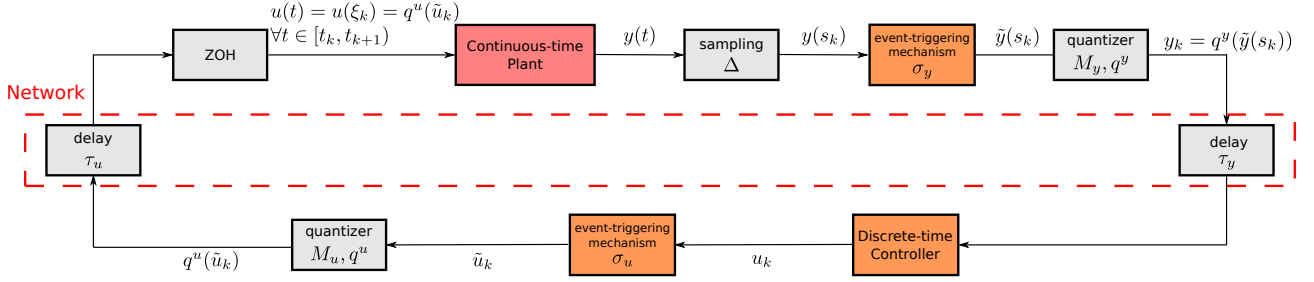 u(t) = u(ξ_k) = q^u(ũ_k)
∀t ∈ [t_k, t_{k+1})
ZOH
Continuous-time
Plant
y(t)
sampling
Δ
y(s_k)
event-triggering
mechanism
σ_y
ỹ(s_k)
quantizer
M_y, q^y
y_k = q^y(ỹ(s_k))
Network
delay
τ_u
delay
τ_y
q^u(ũ_k)
quantizer
M_u, q^u
ũ_k
event-triggering
mechanism
σ_u
u_k
Discrete-time
Controller